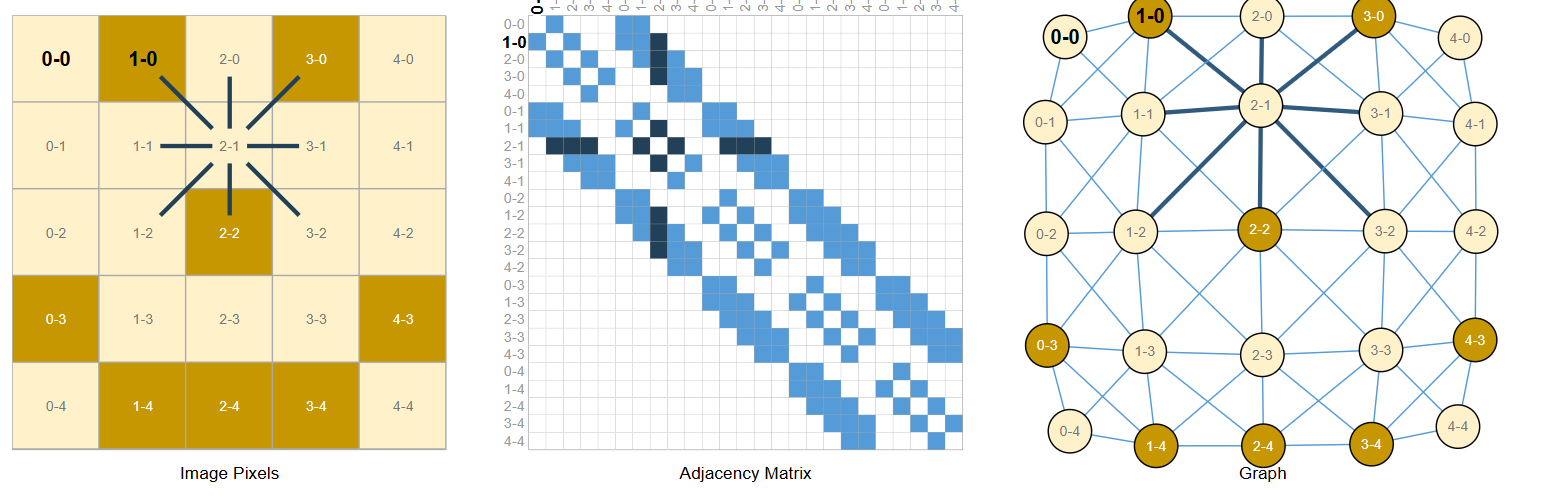 0-0 1-0 2-0 3-0 4-0
0-1 1-1 2-1 3-1 4-1
0-2 1-2 2-2 3-2 4-2
0-3 1-3 2-3 3-3 4-3
0-4 1-4 2-4 3-4 4-4
Image Pixels
0-0
1-0
2-0
3-0
4-0
0-1
1-1
2-1
3-1
4-1
0-2
1-2
2-2
3-2
4-2
0-3
1-3
2-3
3-3
4-3
0-4
1-4
2-4
3-4
4-4
Adjacency Matrix
0-0 1-0 2-0 3-0 4-0
0-1 1-1 2-1 3-1 4-1
0-2 1-2 2-2 3-2 4-2
0-3 1-3 2-3 3-3 4-3
0-4 1-4 2-4 3-4 4-4
Graph